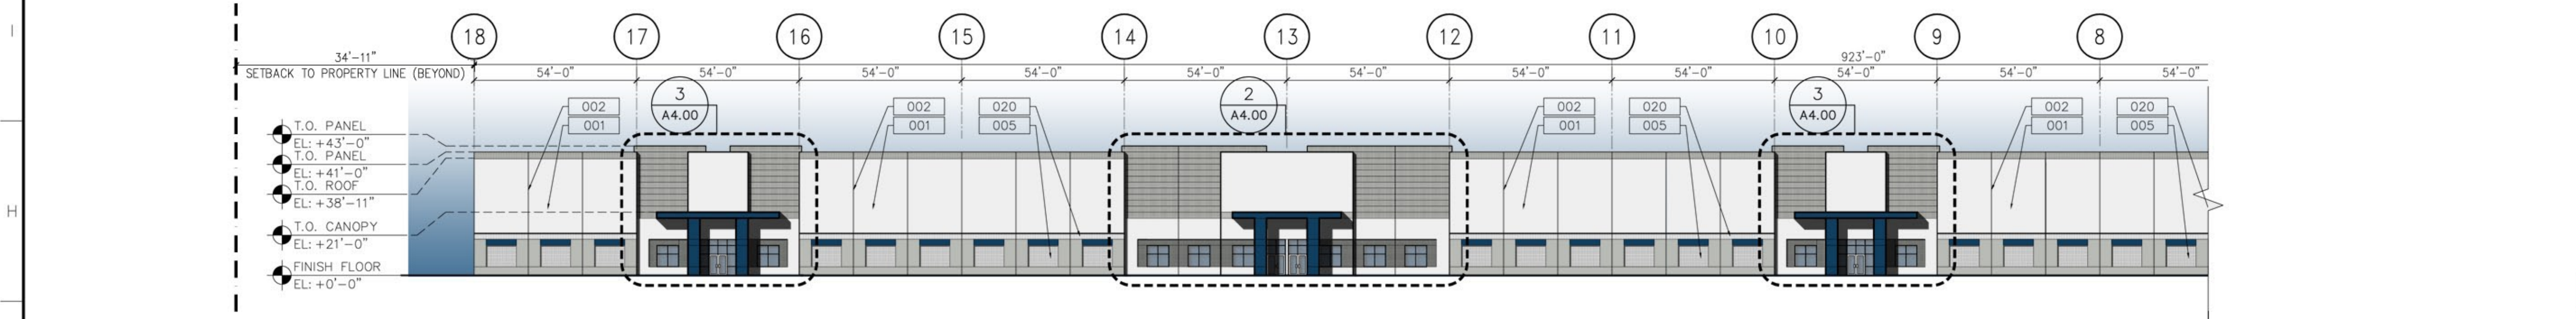 I
18 17 16 15 14 13 12 11 10 9 8
34'-11" 923'-0"
SETBACK TO PROPERTY LINE (BEYOND) 54'-0" 54'-0" 54'-0" 54'-0" 54'-0" 54'-0" 54'-0" 54'-0" 54'-0" 54'-0" 54'-0"
3 2 3
A4.00 A4.00 A4.00
002 002 020 002 020 002 020
001 001 005 001 005 001 005
T.O. PANEL
EL: +43'-0"
T.O. PANEL
EL: +41'-0"
T.O. ROOF
EL: +38'-11"
H
T.O. CANOPY
EL: +21'-0"
FINISH FLOOR
EL: +0'-0"